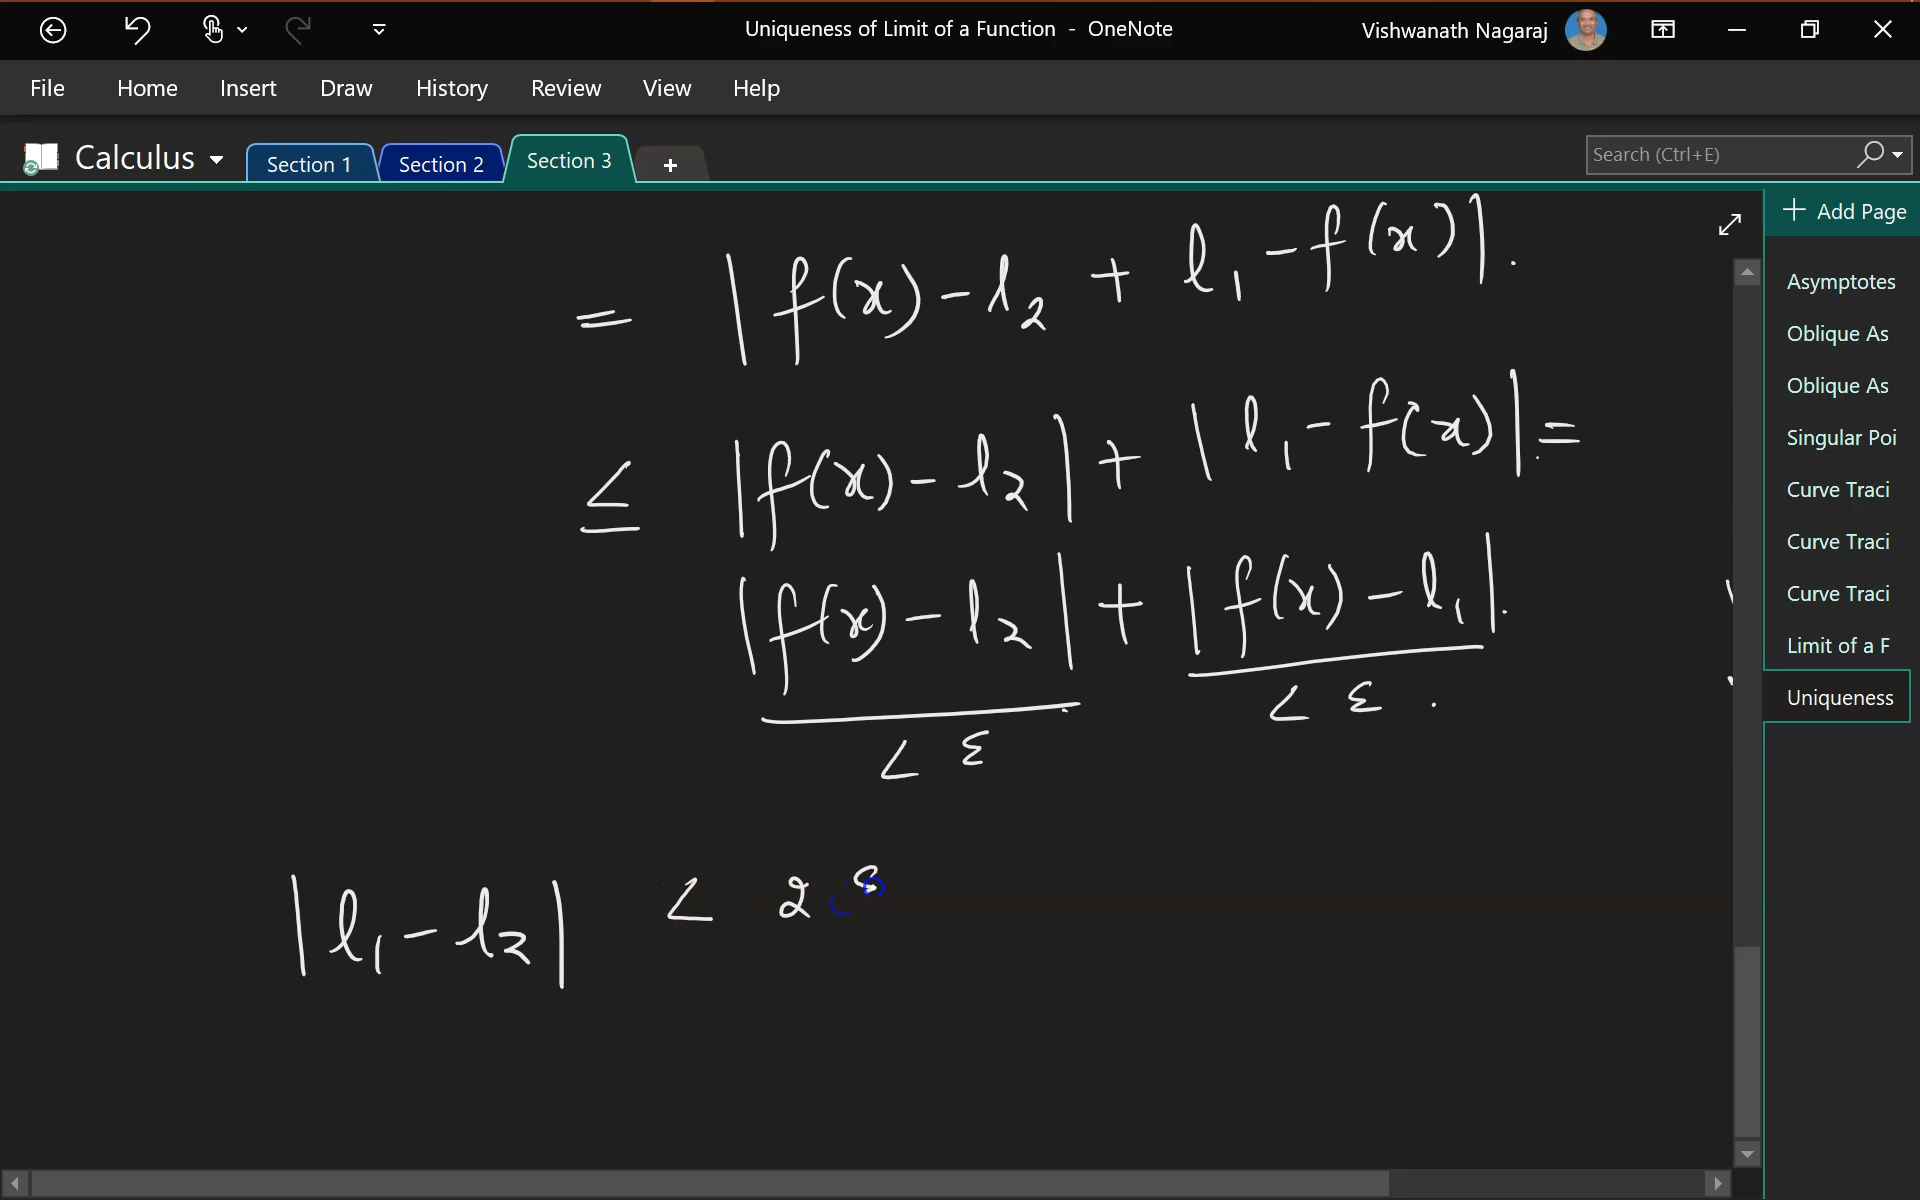 Uniqueness of Limit of a Function - OneNote
Vishwanath Nagaraj
File Home Insert Draw History Review View Help
Calculus Section 1 Section 2 Section 3 +
Search (Ctrl+E)
+ Add Page
Asymptotes
Oblique As
Oblique As
Singular Poi
Curve Traci
Curve Traci
Curve Traci
Limit of a F
Uniqueness
= | f(x) - l₂ + l₁ - f(x) | .
≤ | f(x) - l₂ | + | l₁ - f(x) | =
| f(x) - l₂ | + | f(x) - l₁ | .
< ε < ε .
| l₁ - l₂ | < 2